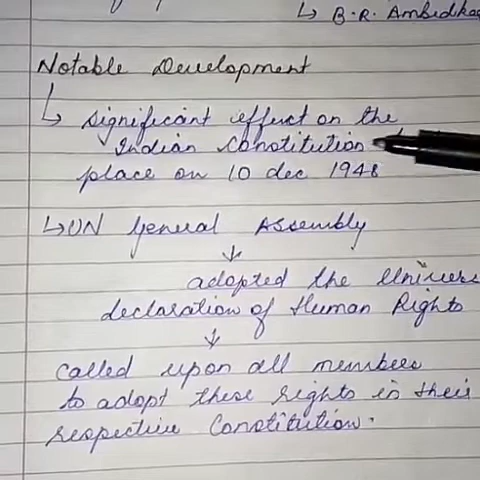 ↳ B.R. Ambedka
Notable Development
↳ significant effect on the
Indian Constitution
place on 10 dec 1948
↳ UN General Assembly
↓
adopted the Univers
declaration of Human Rights
↓
called upon all members
to adopt these rights in their
respective Constitution.